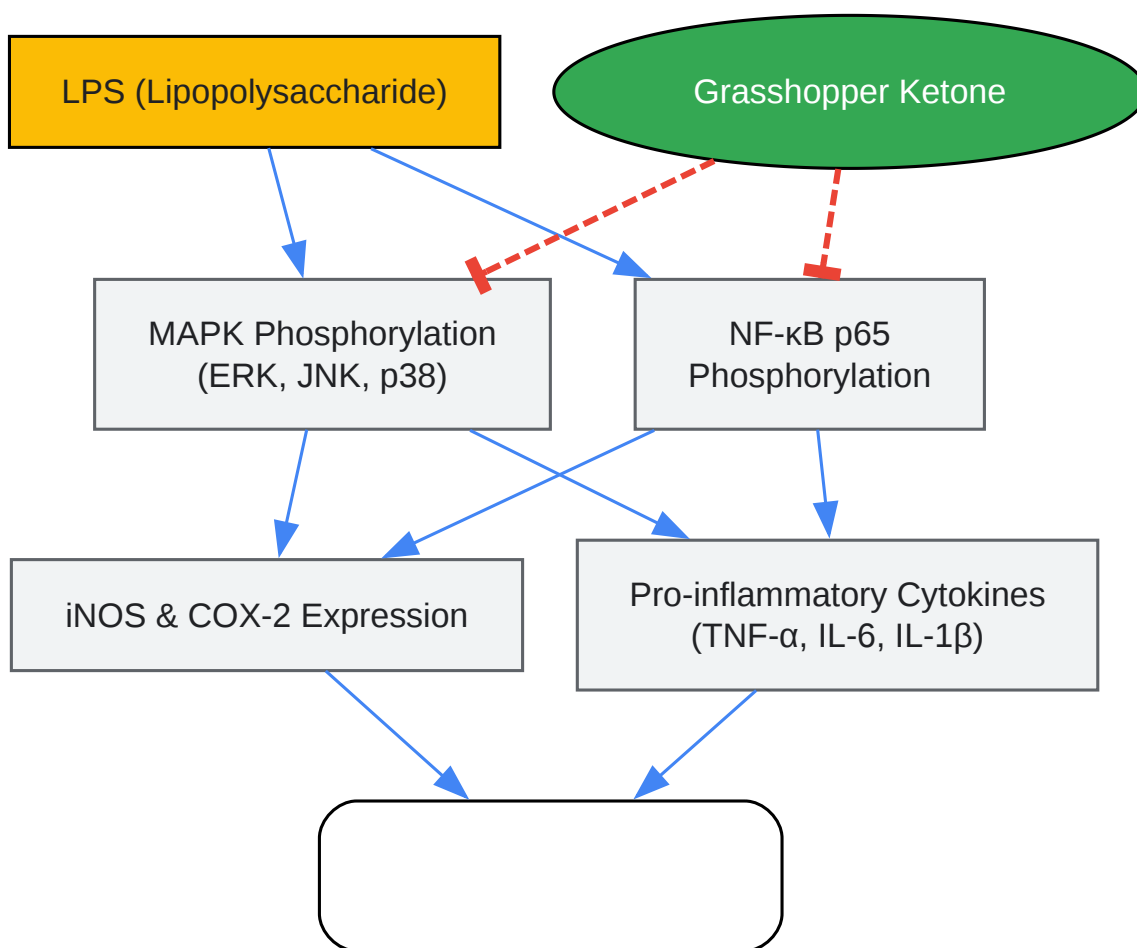 LPS (Lipopolysaccharide)
Grasshopper Ketone
MAPK Phosphorylation
(ERK, JNK, p38)
NF-κB p65
Phosphorylation
iNOS & COX-2 Expression
Pro-inflammatory Cytokines
(TNF-α, IL-6, IL-1β)